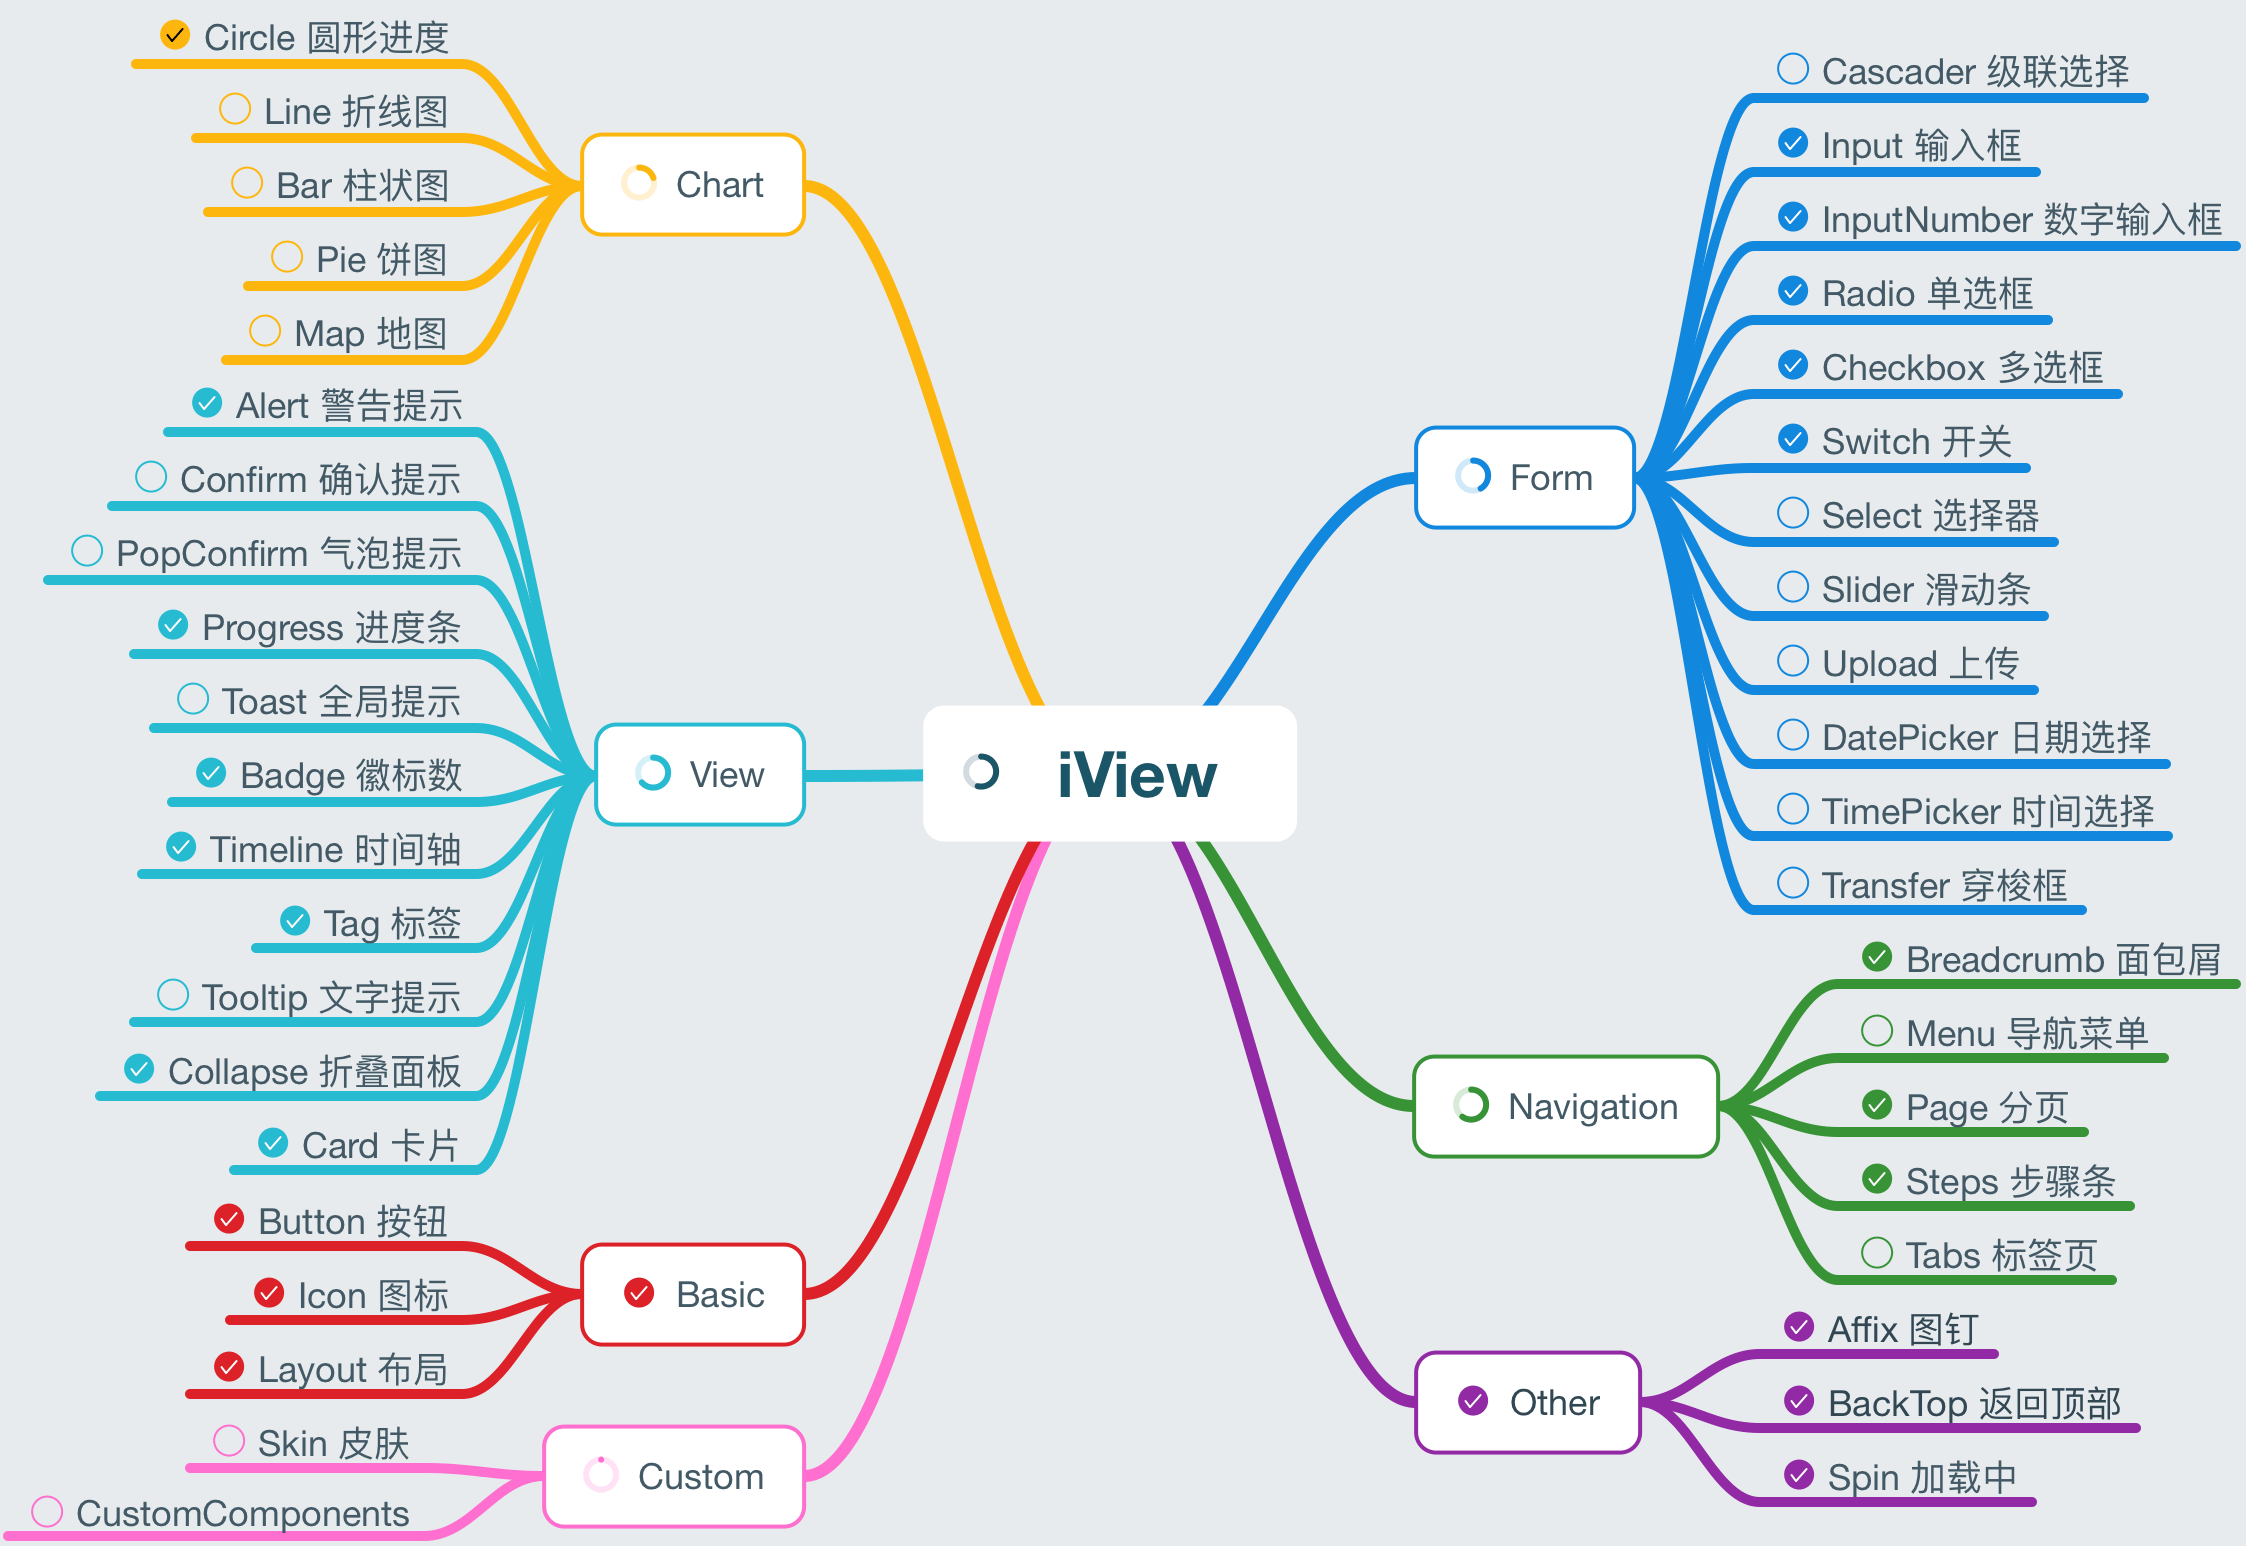 Circle 圆形进度
Line 折线图
Bar 柱状图
Pie 饼图
Map 地图
Chart
Alert 警告提示
Confirm 确认提示
PopConfirm 气泡提示
Progress 进度条
Toast 全局提示
Badge 徽标数
Timeline 时间轴
Tag 标签
Tooltip 文字提示
Collapse 折叠面板
Card 卡片
View
Button 按钮
Icon 图标
Layout 布局
Basic
Skin 皮肤
CustomComponents
Custom
iView
Form
Cascader 级联选择
Input 输入框
InputNumber 数字输入框
Radio 单选框
Checkbox 多选框
Switch 开关
Select 选择器
Slider 滑动条
Upload 上传
DatePicker 日期选择
TimePicker 时间选择
Transfer 穿梭框
Navigation
Breadcrumb 面包屑
Menu 导航菜单
Page 分页
Steps 步骤条
Tabs 标签页
Other
Affix 图钉
BackTop 返回顶部
Spin 加载中